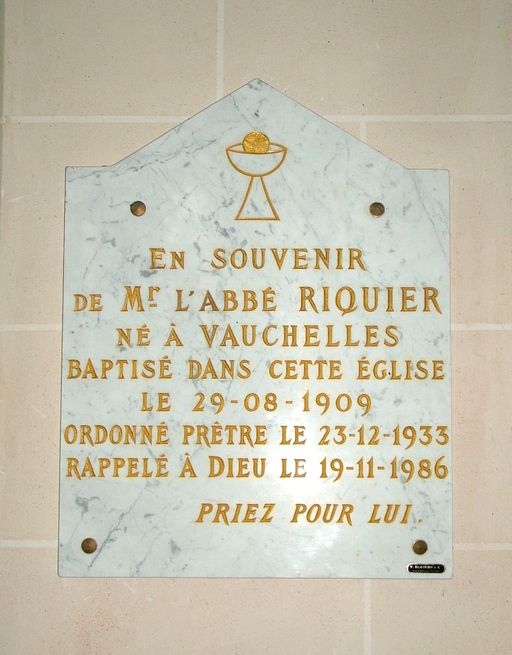 EN SOUVENIR
DE Mr L'ABBÉ RIQUIER
NÉ À VAUCHELLES
BAPTISÉ DANS CETTE ÉGLISE
LE 29-08-1909
ORDONNÉ PRÊTRE LE 23-12-1933
RAPPELÉ À DIEU LE 19-11-1986
PRIEZ POUR LUI.